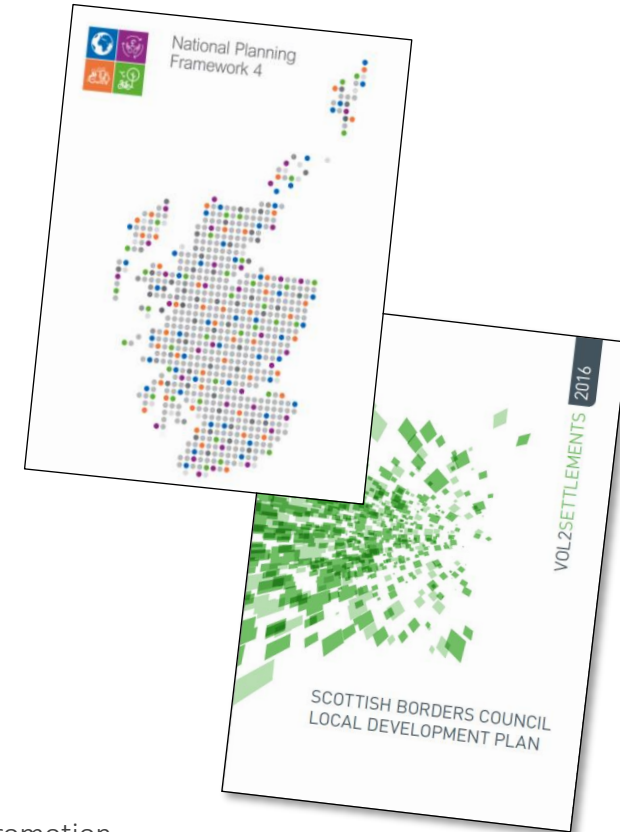 National Planning
Framework 4
VOL2SETTLEMENTS 2016
SCOTTISH BORDERS COUNCIL
LOCAL DEVELOPMENT PLAN